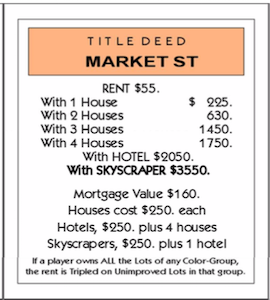 TITLE DEED
MARKET ST
RENT $55.
With 1 House $ 225.
With 2 Houses 630.
With 3 Houses 1450.
With 4 Houses 1750.
With HOTEL $2050.
With SKYSCRAPER $3550.
Mortgage Value $160.
Houses cost $250. each
Hotels, $250. plus 4 houses
Skyscrapers, $250. plus 1 hotel
If a player owns ALL the Lots of any Color-Group,
the rent is Tripled on Unimproved Lots in that group.